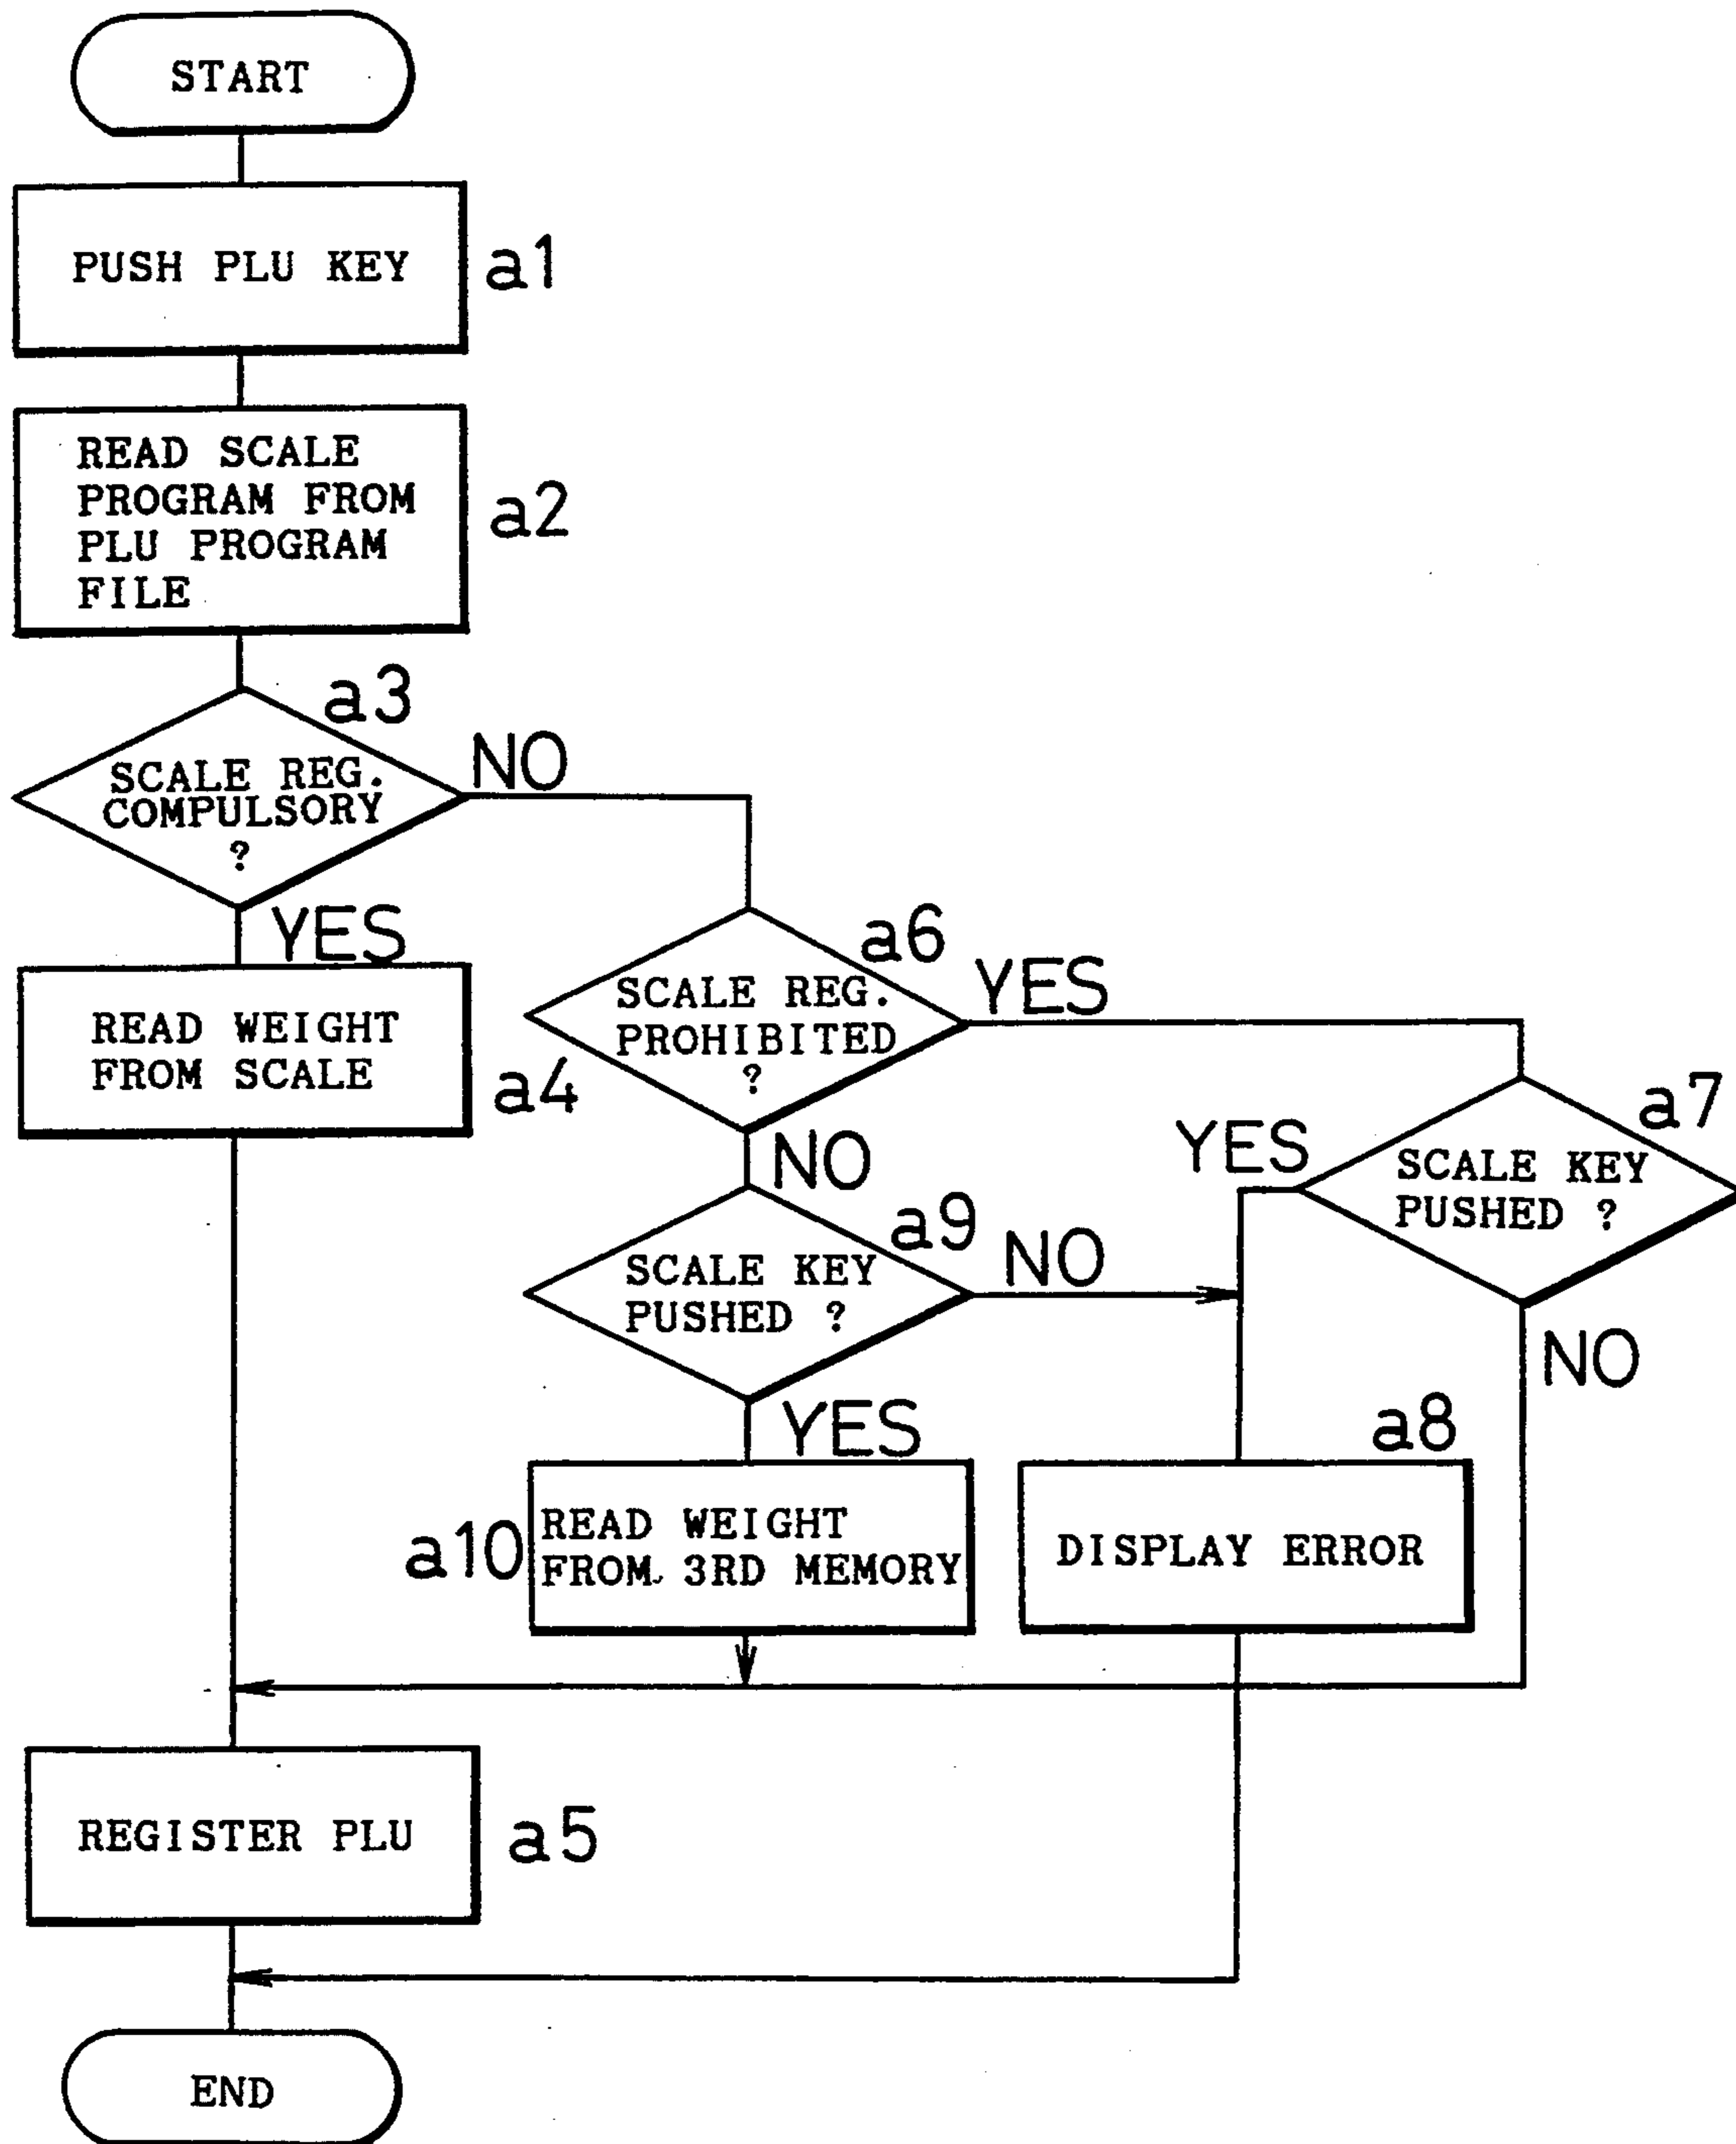 START
PUSH PLU KEY
a1
READ SCALE
PROGRAM FROM
PLU PROGRAM
FILE
a2
a3
SCALE REG.
COMPULSORY
?
NO
YES
READ WEIGHT
FROM SCALE
a4
a6
SCALE REG.
PROHIBITED
?
YES
NO
a7
SCALE KEY
PUSHED ?
YES
NO
a9
SCALE KEY
PUSHED ?
NO
YES
a10
READ WEIGHT
FROM 3RD MEMORY
a8
DISPLAY ERROR
REGISTER PLU
a5
END